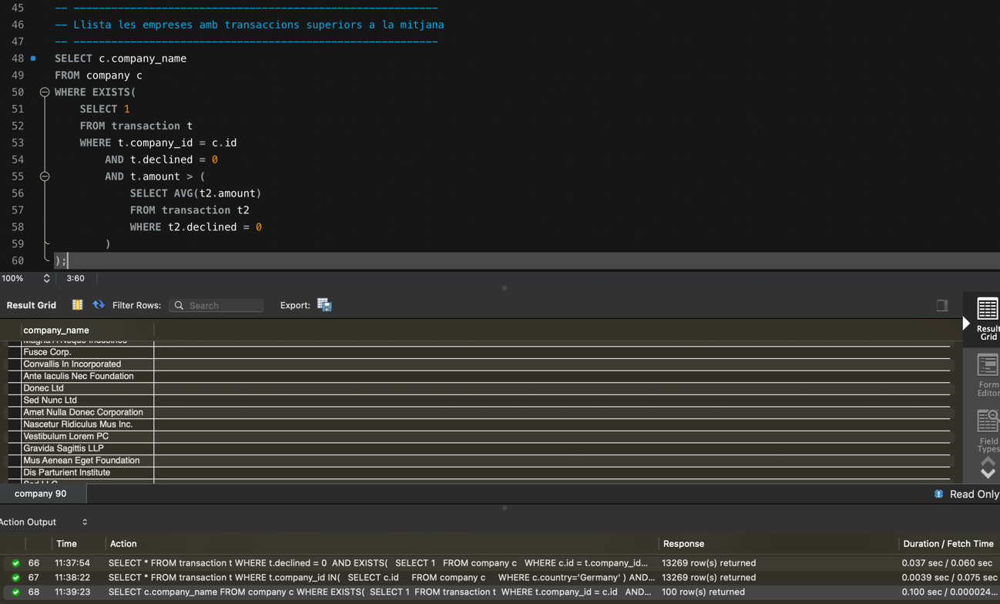 45 -- ----------------------------------------------------------
46 -- Llista les empreses amb transaccions superiors a la mitjana
47 -- ----------------------------------------------------------
48 SELECT c.company_name
49 FROM company c
50 WHERE EXISTS(
51 SELECT 1
52 FROM transaction t
53 WHERE t.company_id = c.id
54 AND t.declined = 0
55 AND t.amount > (
56 SELECT AVG(t2.amount)
57 FROM transaction t2
58 WHERE t2.declined = 0
59 )
60 );
100% 3:60
Result Grid Filter Rows: Search Export:
company_name
Magna A Neque Industries
Fusce Corp.
Convallis In Incorporated
Ante Iaculis Nec Foundation
Donec Ltd
Sed Nunc Ltd
Amet Nulla Donec Corporation
Nascetur Ridiculus Mus Inc.
Vestibulum Lorem PC
Gravida Sagittis LLP
Mus Aenean Eget Foundation
Dis Parturient Institute
Sed LLC
Result
Grid
Form
Editor
Field
Types
company 90 Read Only
Action Output
Time Action Response Duration / Fetch Time
66 11:37:54 SELECT * FROM transaction t WHERE t.declined = 0 AND EXISTS( SELECT 1 FROM company c WHERE c.id = t.company_id... 13269 row(s) returned 0.037 sec / 0.060 sec
67 11:38:22 SELECT * FROM transaction t WHERE t.company_id IN( SELECT c.id FROM company c WHERE c.country='Germany' ) AND... 13269 row(s) returned 0.0039 sec / 0.075 sec
68 11:39:23 SELECT c.company_name FROM company c WHERE EXISTS( SELECT 1 FROM transaction t WHERE t.company_id = c.id AND... 100 row(s) returned 0.100 sec / 0.000024...